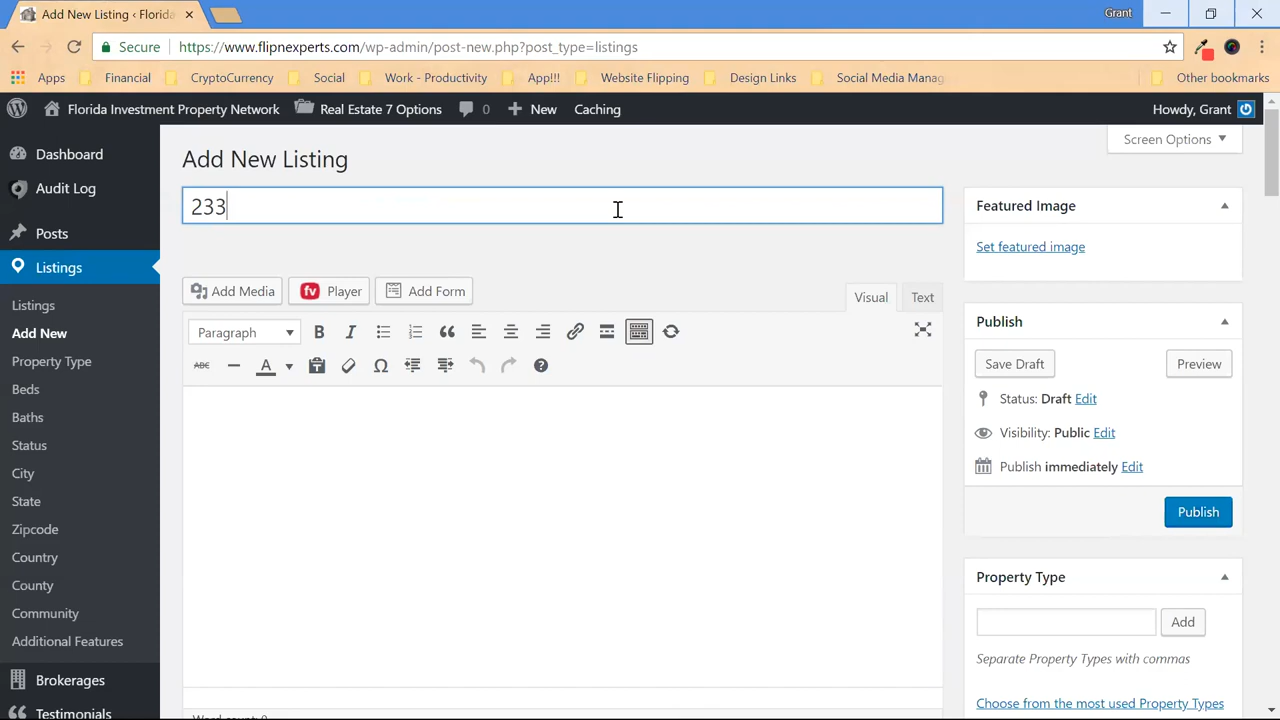 Add New Listing ‹ Florida
Grant
Secure
https://www.flipnexperts.com/wp-admin/post-new.php?post_type=listings
Apps Financial CryptoCurrency Social Work - Productivity App!!! Website Flipping Design Links Social Media Manag Other bookmarks
Florida Investment Property Network Real Estate 7 Options 0 New Caching Howdy, Grant
Screen Options
Dashboard
Audit Log
Posts
Listings
Listings
Add New
Property Type
Beds
Baths
Status
City
State
Zipcode
Country
County
Community
Additional Features
Brokerages
Testimonials
Add New Listing
233
Add Media fv Player Add Form
Visual Text
Paragraph B I
ABC A Ω
Word count: 0
Featured Image
Set featured image
Publish
Save Draft Preview
Status: Draft Edit
Visibility: Public Edit
Publish immediately Edit
Publish
Property Type
Add
Separate Property Types with commas
Choose from the most used Property Types